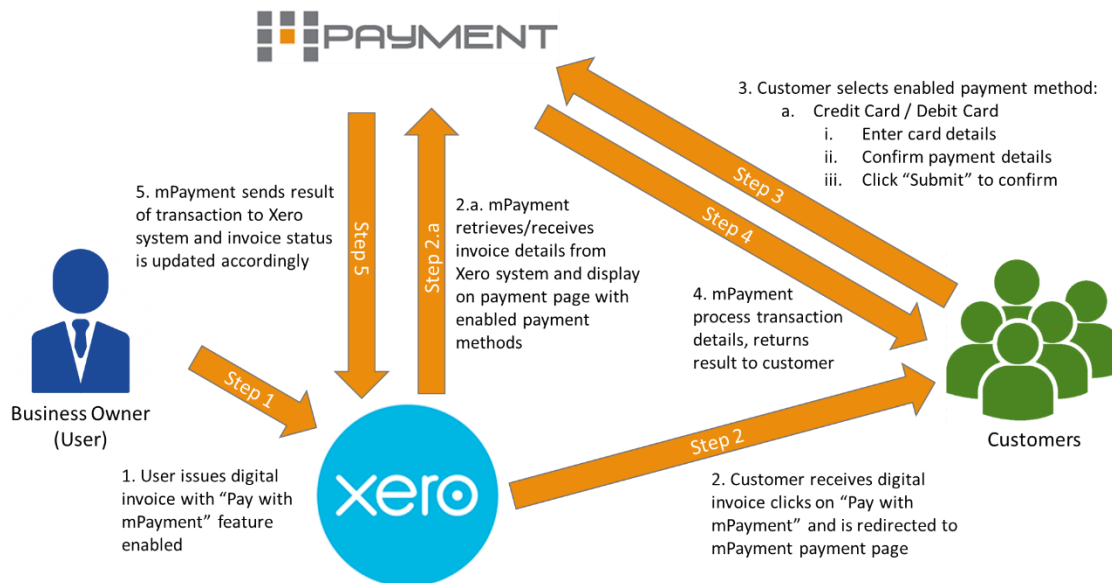 PAYMENT
3. Customer selects enabled payment method:
a. Credit Card / Debit Card
i. Enter card details
ii. Confirm payment details
iii. Click “Submit” to confirm
Step 3
Step 4
5. mPayment sends result
of transaction to Xero
system and invoice status
is updated accordingly
Step 5
Step 2.a
2.a. mPayment
retrieves/receives
invoice details from
Xero system and display
on payment page with
enabled payment
methods
4. mPayment
process transaction
details, returns
result to customer
Step 1
Business Owner
(User)
Step 2
Customers
1. User issues digital
invoice with “Pay with
mPayment” feature
enabled
xero
2. Customer receives digital
invoice clicks on “Pay with
mPayment” and is redirected to
mPayment payment page